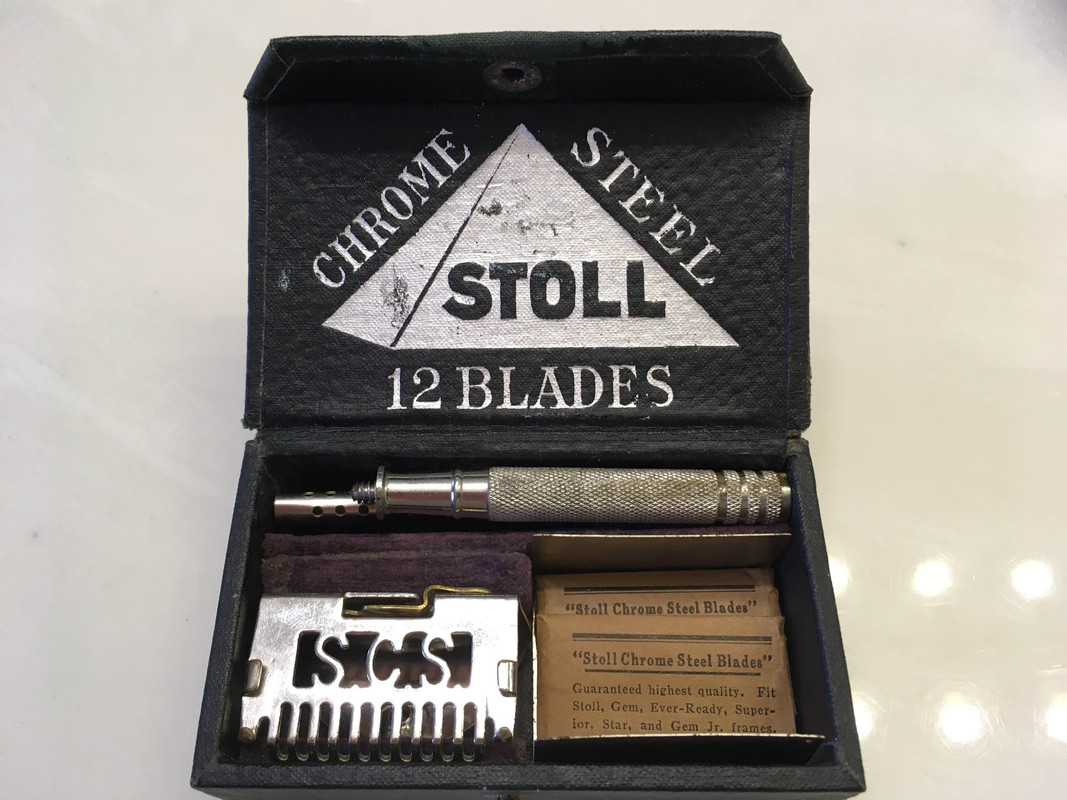 CHROME
STEEL
STOLL
12 BLADES
SCS
"Stoll Chrome Steel Blades"
"Stoll Chrome Steel Blades"
Guaranteed highest quality. Fit
Stoll, Gem, Ever-Ready, Super-
ior, Star, and Gem Jr. frames.